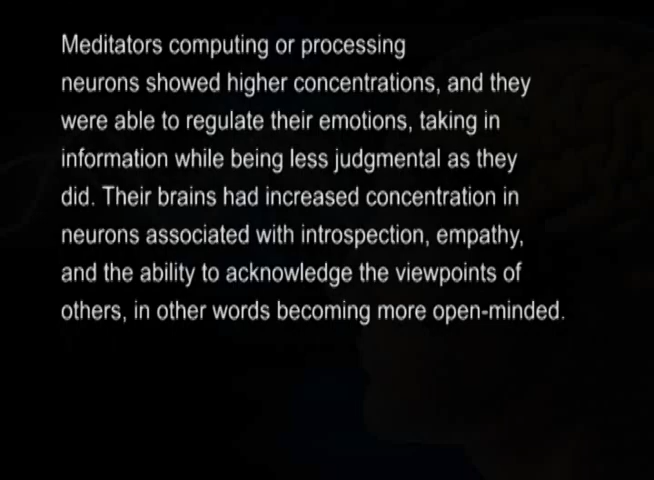 Meditators computing or processing
neurons showed higher concentrations, and they
were able to regulate their emotions, taking in
information while being less judgmental as they
did. Their brains had increased concentration in
neurons associated with introspection, empathy,
and the ability to acknowledge the viewpoints of
others, in other words becoming more open-minded.